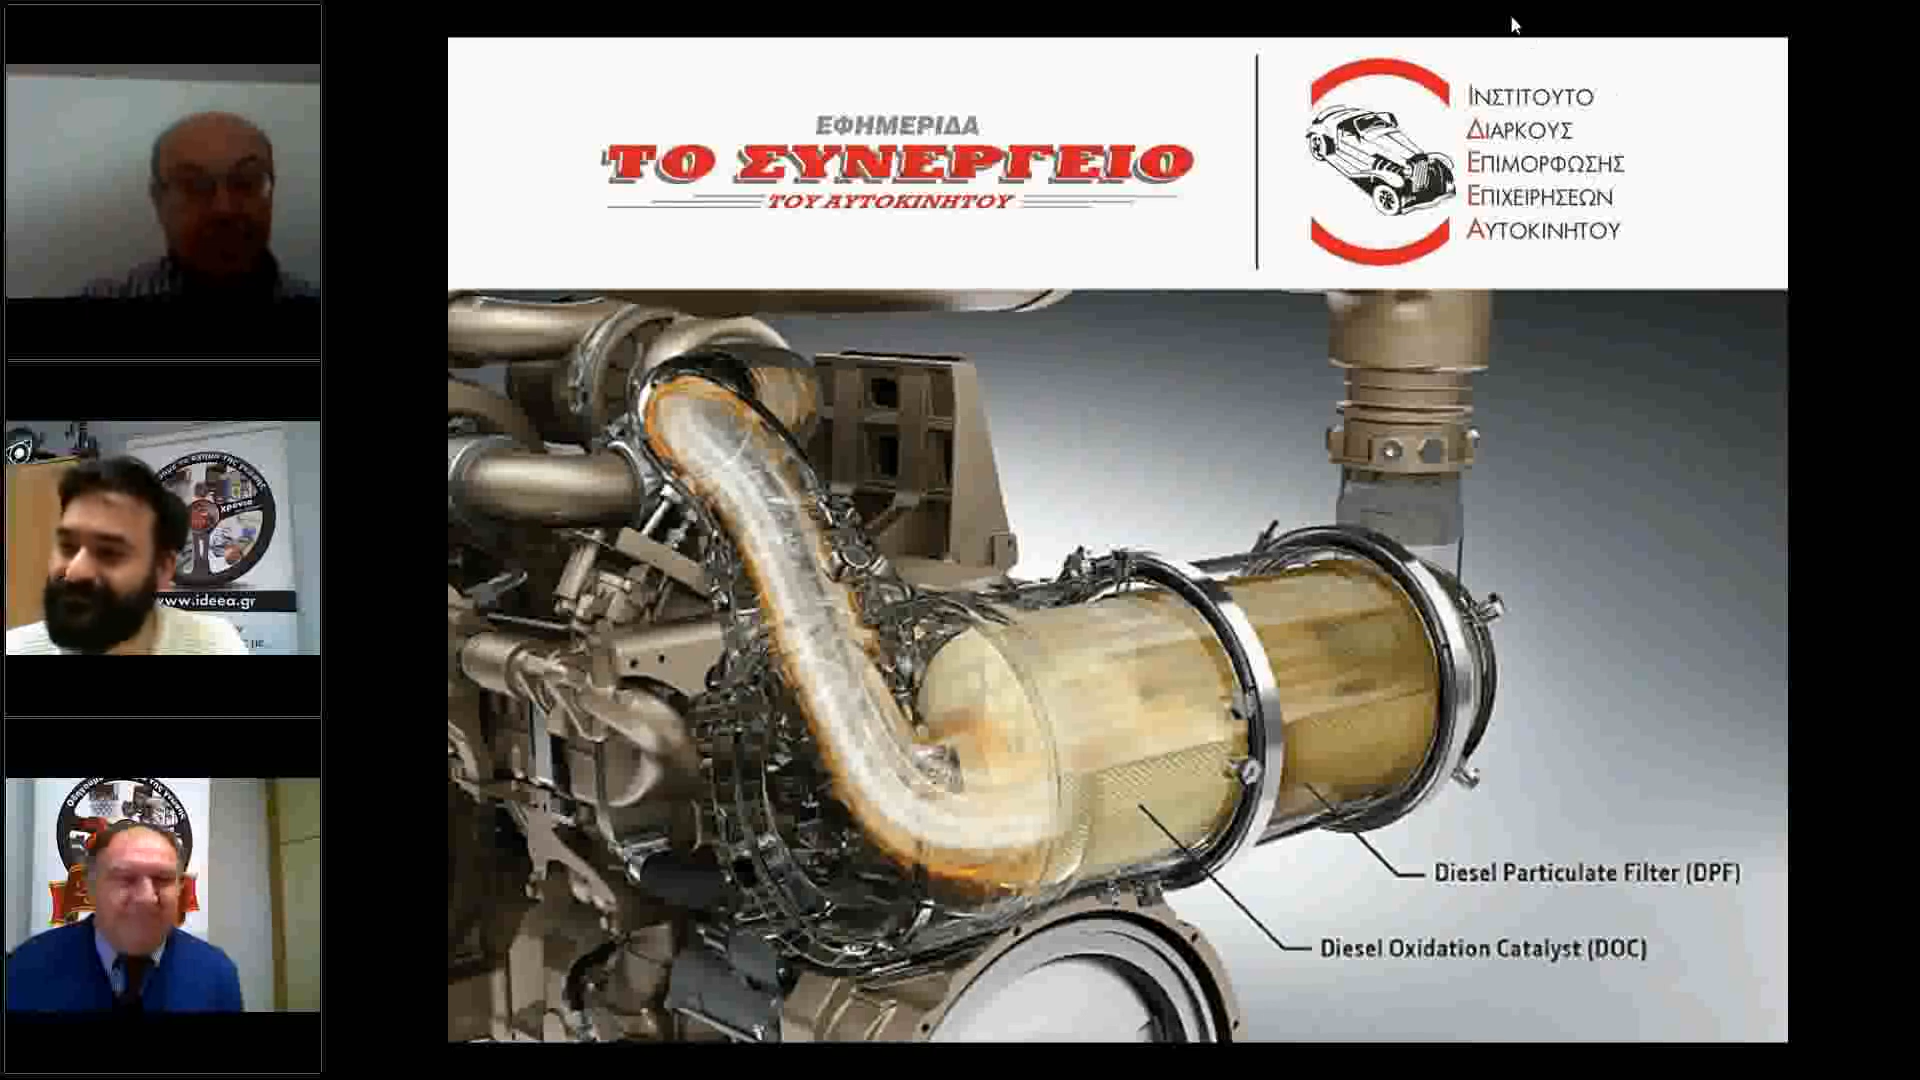 ΕΦΗΜΕΡΙΔΑ
ΤΟ ΣΥΝΕΡΓΕΙΟ
ΤΟΥ ΑΥΤΟΚΙΝΗΤΟΥ
ΙΝΣΤΙΤΟΥΤΟ
ΔΙΑΡΚΟΥΣ
ΕΠΙΜΟΡΦΩΣΗΣ
ΕΠΙΧΕΙΡΗΣΕΩΝ
ΑΥΤΟΚΙΝΗΤΟΥ
Diesel Particulate Filter (DPF)
Diesel Oxidation Catalyst (DOC)
χρόνια
www.ideea.gr